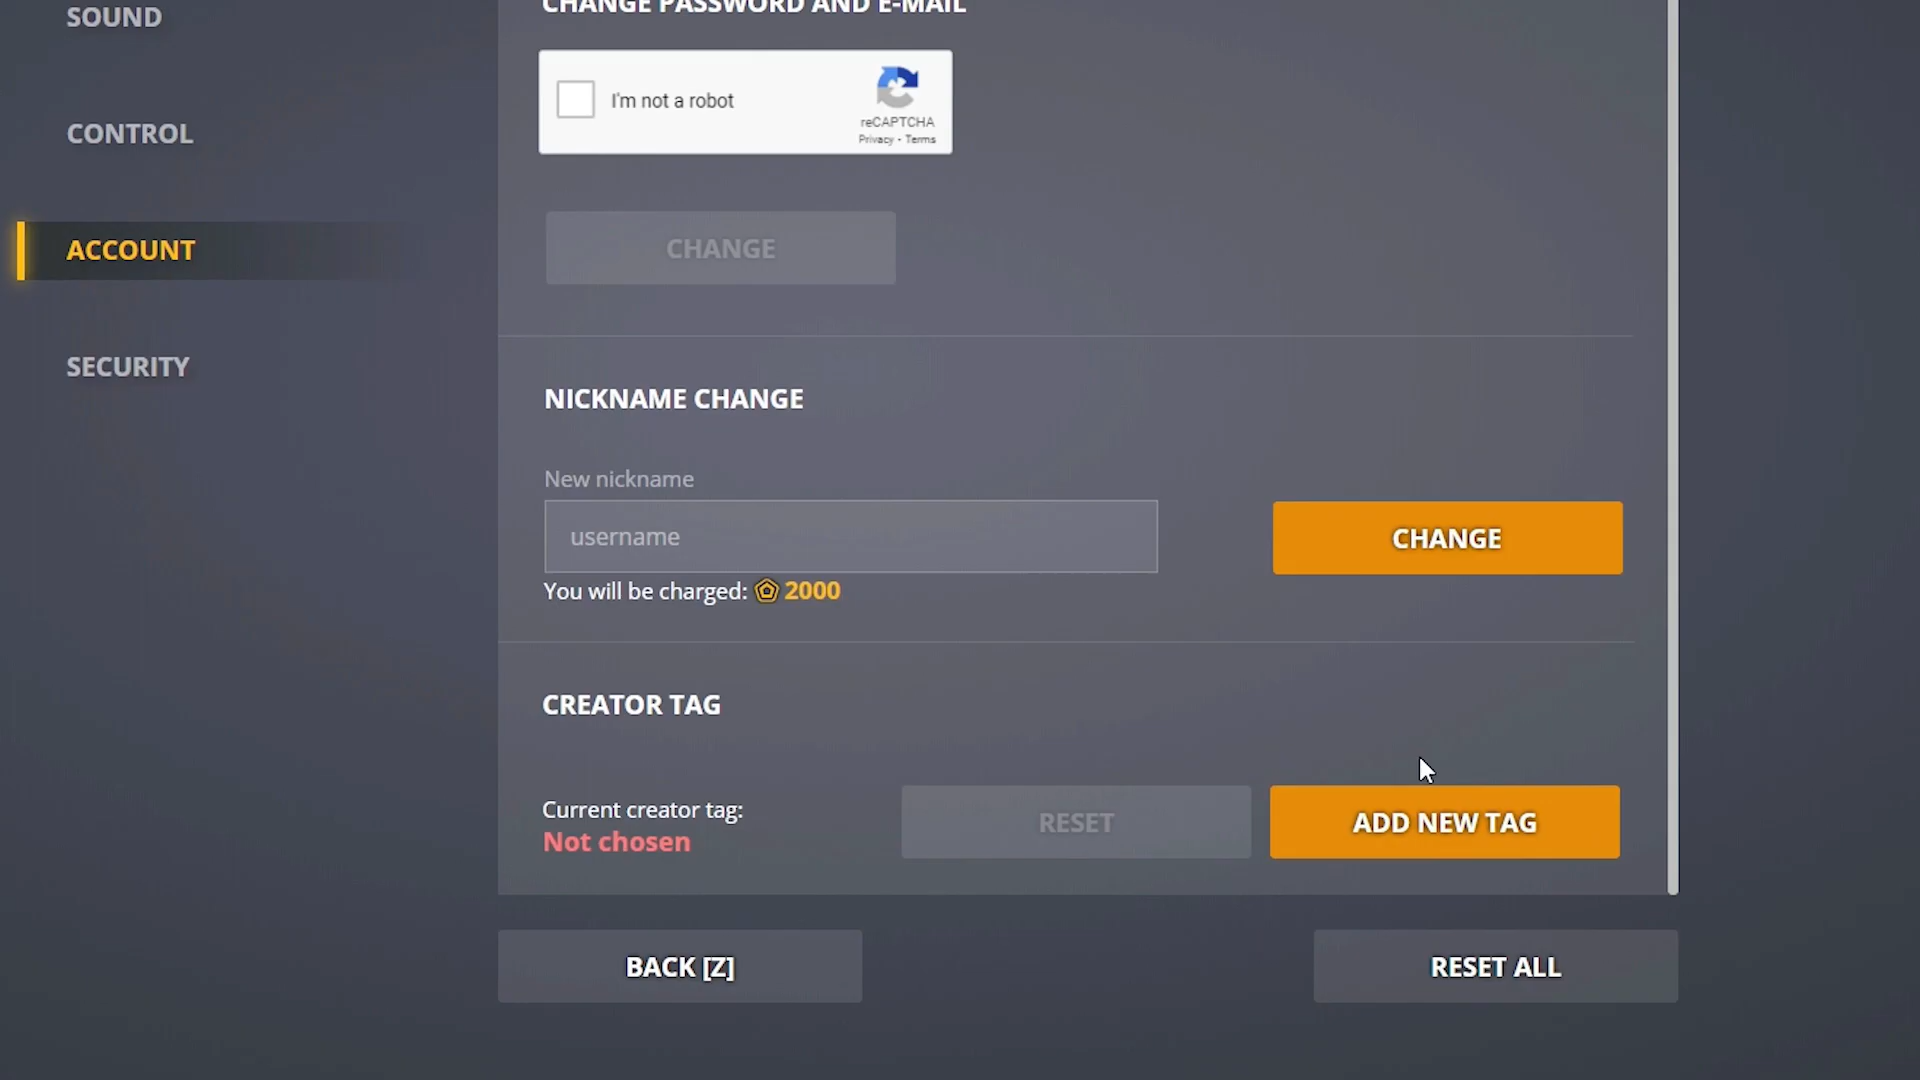 SOUND
CONTROL
ACCOUNT
SECURITY
CHANGE PASSWORD AND E-MAIL
I'm not a robot
reCAPTCHA
Privacy - Terms
CHANGE
NICKNAME CHANGE
New nickname
username
CHANGE
You will be charged: 2000
CREATOR TAG
Current creator tag:
Not chosen
RESET
ADD NEW TAG
BACK [Z]
RESET ALL